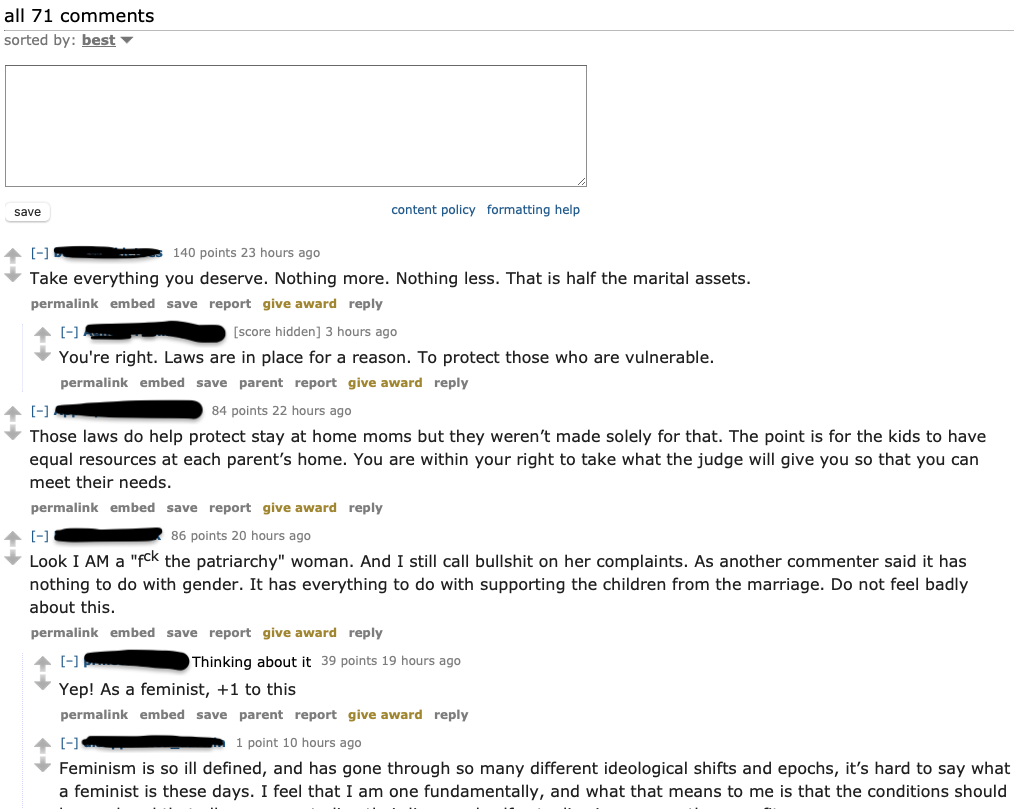 all 71 comments
sorted by: best
save
content policy formatting help
[-] 140 points 23 hours ago
Take everything you deserve. Nothing more. Nothing less. That is half the marital assets.
permalink embed save report give award reply
[-] [score hidden] 3 hours ago
You're right. Laws are in place for a reason. To protect those who are vulnerable.
permalink embed save parent report give award reply
[-] 84 points 22 hours ago
Those laws do help protect stay at home moms but they weren’t made solely for that. The point is for the kids to have
equal resources at each parent’s home. You are within your right to take what the judge will give you so that you can
meet their needs.
permalink embed save report give award reply
[-] 86 points 20 hours ago
Look I AM a "fck the patriarchy" woman. And I still call bullshit on her complaints. As another commenter said it has
nothing to do with gender. It has everything to do with supporting the children from the marriage. Do not feel badly
about this.
permalink embed save report give award reply
[-] Thinking about it 39 points 19 hours ago
Yep! As a feminist, +1 to this
permalink embed save parent report give award reply
[-] 1 point 10 hours ago
Feminism is so ill defined, and has gone through so many different ideological shifts and epochs, it’s hard to say what
a feminist is these days. I feel that I am one fundamentally, and what that means to me is that the conditions should